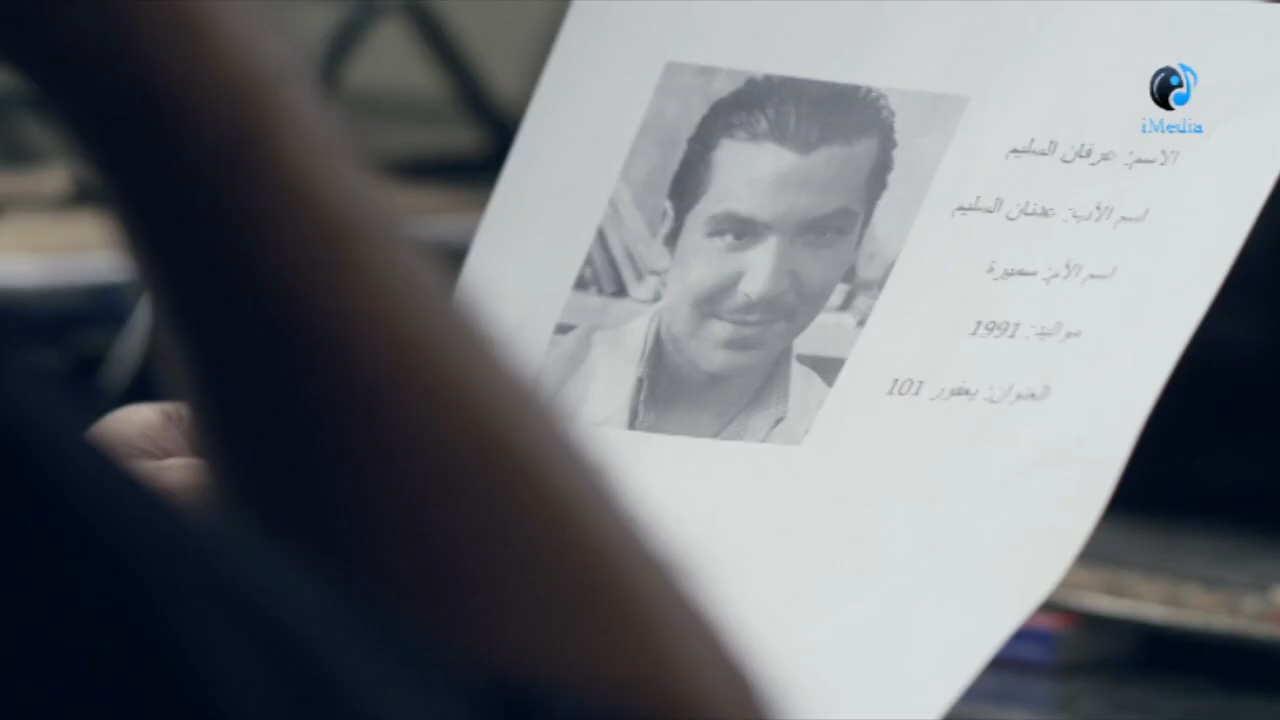 iMedia
الاسم: عرفان السليم
اسم الأب: عدنان السليم
اسم الأم: سميرة
مواليد: 1991
العنوان: يعفور 101